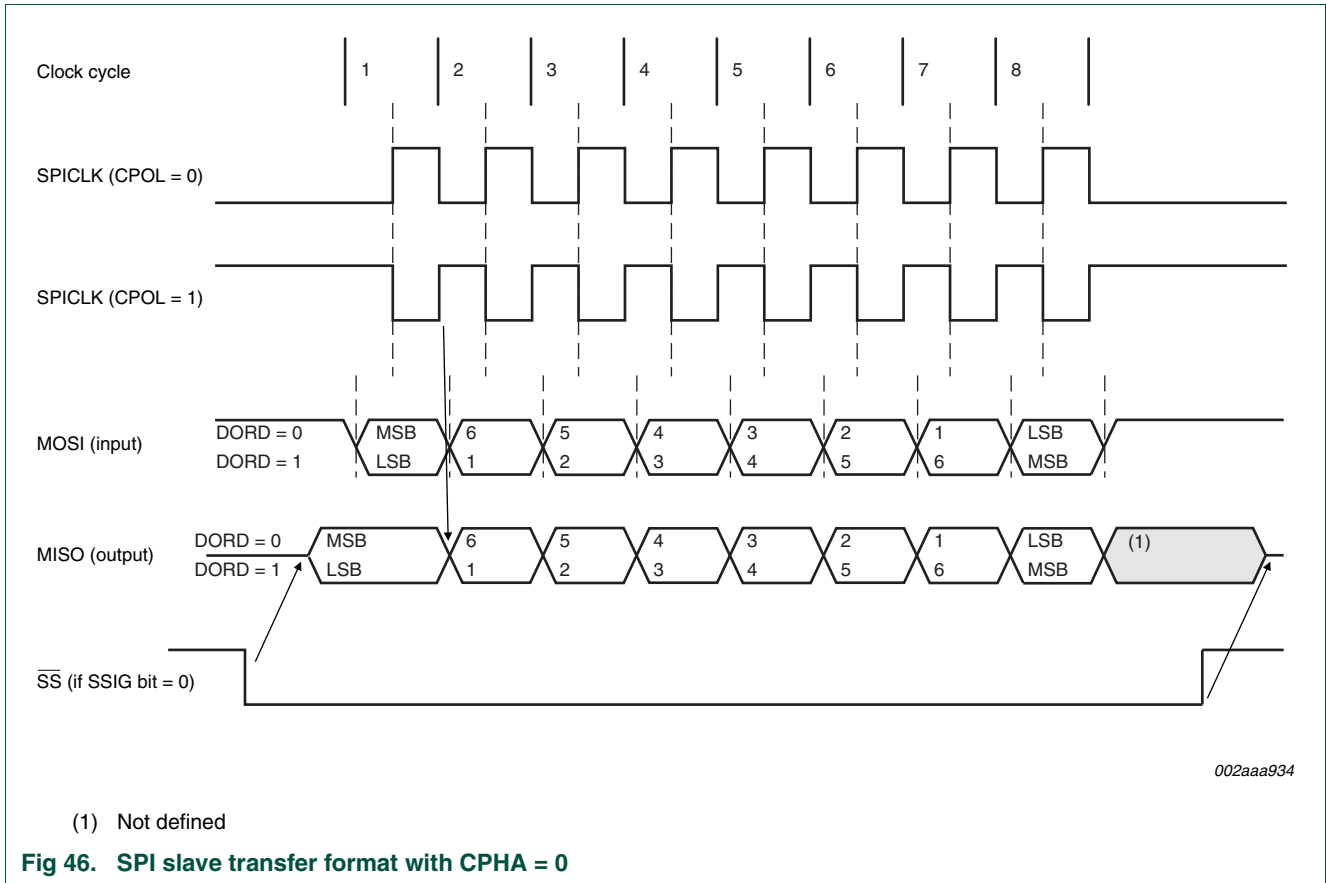 Clock cycle 1 2 3 4 5 6 7 8
SPICLK (CPOL = 0)
SPICLK (CPOL = 1)
MOSI (input)
DORD = 0 MSB 6 5 4 3 2 1 LSB
DORD = 1 LSB 1 2 3 4 5 6 MSB
MISO (output)
DORD = 0 MSB 6 5 4 3 2 1 LSB (1)
DORD = 1 LSB 1 2 3 4 5 6 MSB
S̅S̅ (if SSIG bit = 0)
002aaa934
(1) Not defined
Fig 46. SPI slave transfer format with CPHA = 0